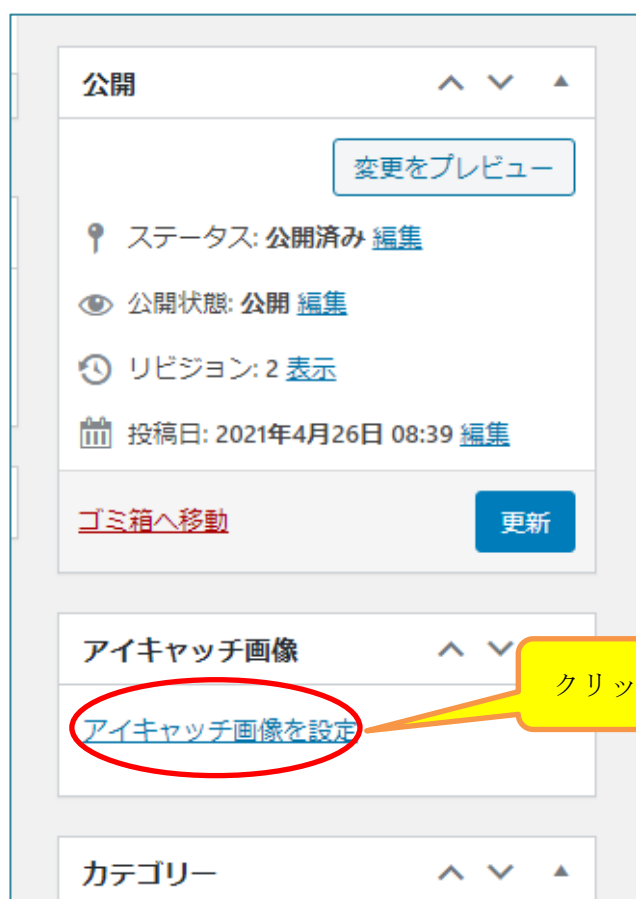 公開
変更をプレビュー
ステータス: 公開済み 編集
公開状態: 公開 編集
リビジョン: 2 表示
投稿日: 2021年4月26日 08:39 編集
ゴミ箱へ移動
更新
アイキャッチ画像
クリッ
アイキャッチ画像を設定
カテゴリー